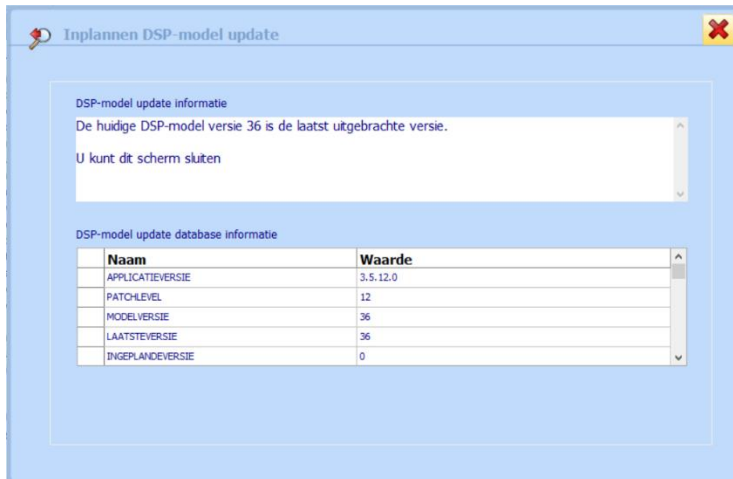 Inplannen DSP-model update
DSP-model update informatie
De huidige DSP-model versie 36 is de laatst uitgebrachte versie.
U kunt dit scherm sluiten
DSP-model update database informatie
Naam Waarde
APPLICATIEVERSIE 3.5.12.0
PATCHLEVEL 12
MODELVERSIE 36
LAATSTEVERSIE 36
INGEPLANDEVERSIE 0